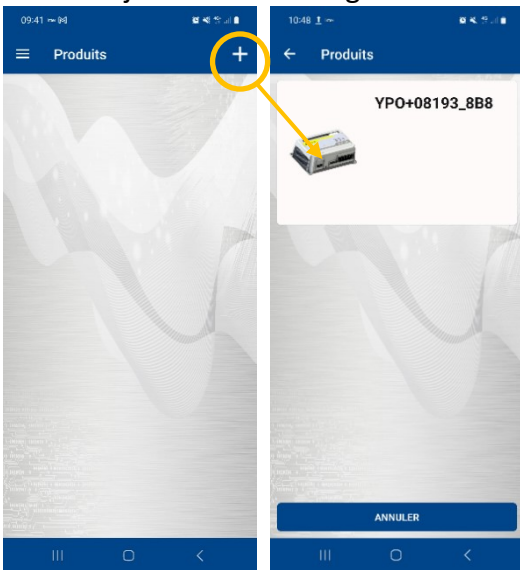 09:41
Produits
+
10:48
Produits
YPO+08193_8B8
ANNULER